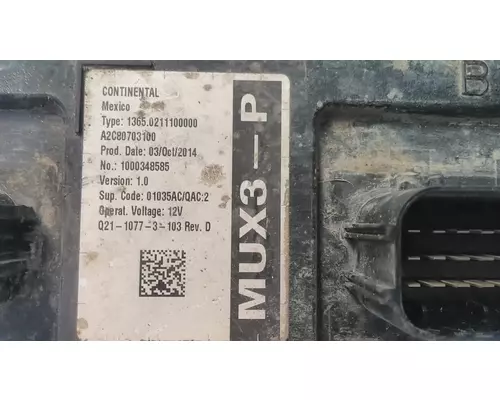 CONTINENTAL
Mexico
Type: 1365.0211100000
A2C80703100
Prod. Date: 03/Oct/2014
No.: 1000348585
Version: 1.0
Sup. Code: 01035AC/QAC:2
Operat. Voltage: 12V
Q21-1077-3-103 Rev. D
MUX3-P
B